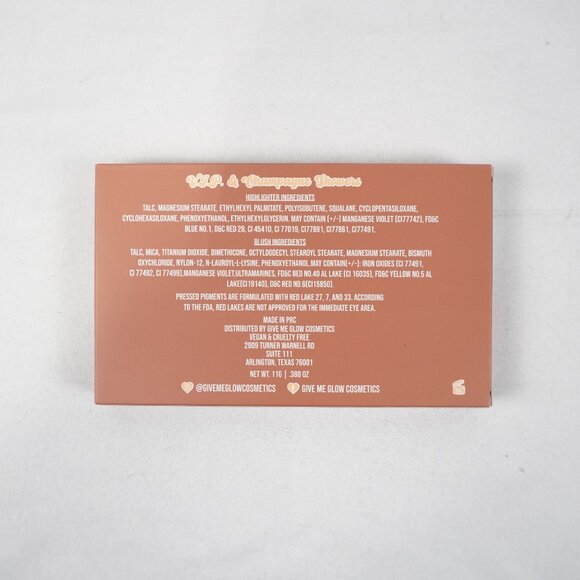 V.I.P. & Champagne Showers
HIGHLIGHTER INGREDIENTS
TALC, MAGNESIUM STEARATE, ETHYLHEXYL PALMITATE, POLYISOBUTENE, SQUALANE, CYCLOPENTASILOXANE,
CYCLOHEXASILOXANE, PHENOXYETHANOL, ETHYLHEXYLGLYCERIN. MAY CONTAIN (+/-) MANGANESE VIOLET (CI77742), FD&C
BLUE NO.1, D&C RED 28, CI 45410, CI 77019, CI77891, CI77861, CI77491.
BLUSH INGREDIENTS
TALC, MICA, TITANIUM DIOXIDE, DIMETHICONE, OCTYLDODECYL STEAROYL STEARATE, MAGNESIUM STEARATE, BISMUTH
OXYCHLORIDE, NYLON-12, N-LAUROYL-L-LYSINE, PHENOXYETHANOL.MAY CONTAIN(+/-): IRON OXIDES (CI 77491,
CI 77492, CI 77499),MANGANESE VIOLET,ULTRAMARINES, FD&C RED NO.40 AL LAKE (CI 16035), FD&C YELLOW NO.5 AL
LAKE(CI 19140), D&C RED NO.6(CI15850).
PRESSED PIGMENTS ARE FORMULATED WITH RED LAKE 27, 7, AND 33. ACCORDING
TO THE FDA, RED LAKES ARE NOT APPROVED FOR THE IMMEDIATE EYE AREA.
MADE IN PRC
DISTRIBUTED BY GIVE ME GLOW COSMETICS
VEGAN & CRUELTY FREE
2909 TURNER WARNELL RD
SUITE 111
ARLINGTON, TEXAS 76001
NET WT. 11G | .388 OZ
@GIVEMEGLOWCOSMETICS GIVE ME GLOW COSMETICS